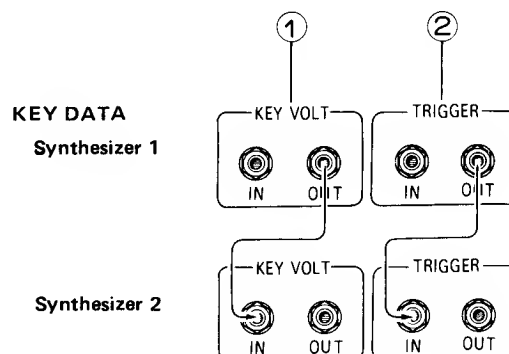 ① ②
KEY DATA
KEY VOLT TRIGGER
Synthesizer 1
IN OUT IN OUT
KEY VOLT TRIGGER
Synthesizer 2
IN OUT IN OUT